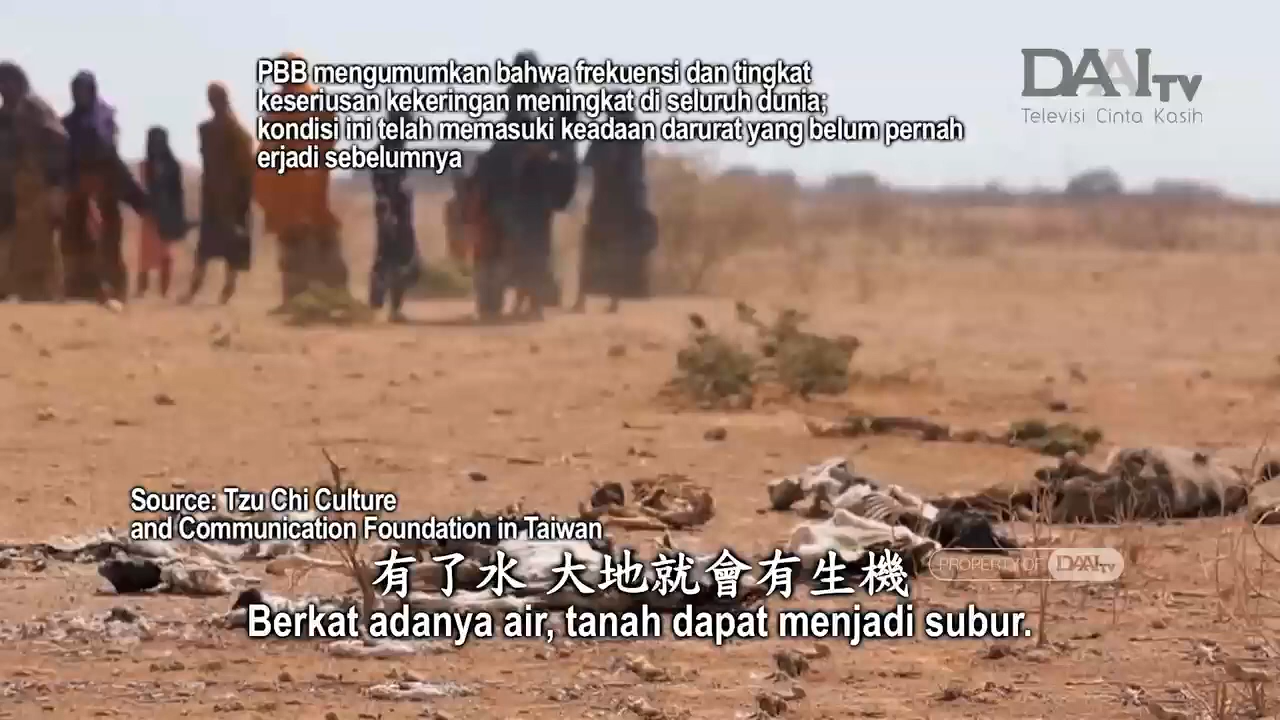 PBB mengumumkan bahwa frekuensi dan tingkat
keseriusan kekeringan meningkat di seluruh dunia;
kondisi ini telah memasuki keadaan darurat yang belum pernah
erjadi sebelumnya
DAAI TV
Televisi Cinta Kasih
Source: Tzu Chi Culture
and Communication Foundation in Taiwan
有了水 大地就會有生機
PROPERTY OF DAAI TV
Berkat adanya air, tanah dapat menjadi subur.